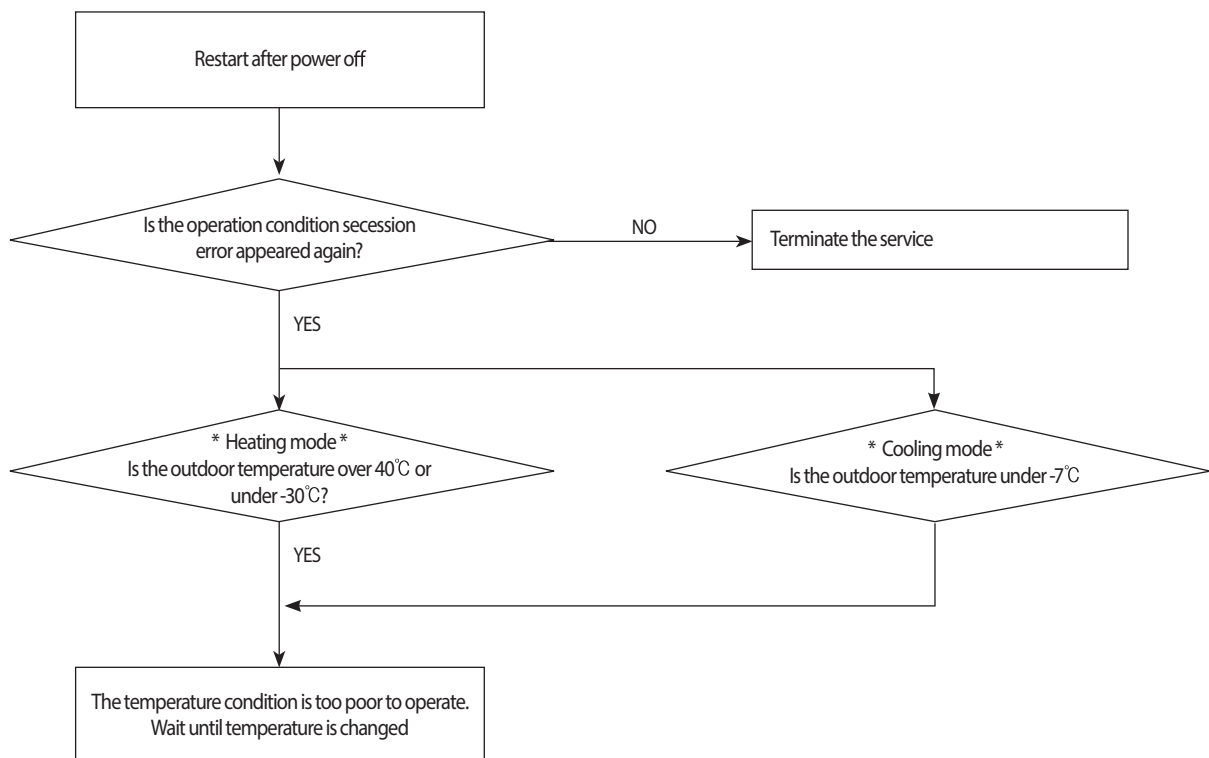 Restart after power off
Is the operation condition secession
error appeared again?
NO
Terminate the service
YES
* Heating mode *
Is the outdoor temperature over 40℃ or
under -30℃?
* Cooling mode *
Is the outdoor temperature under -7℃
YES
The temperature condition is too poor to operate.
Wait until temperature is changed